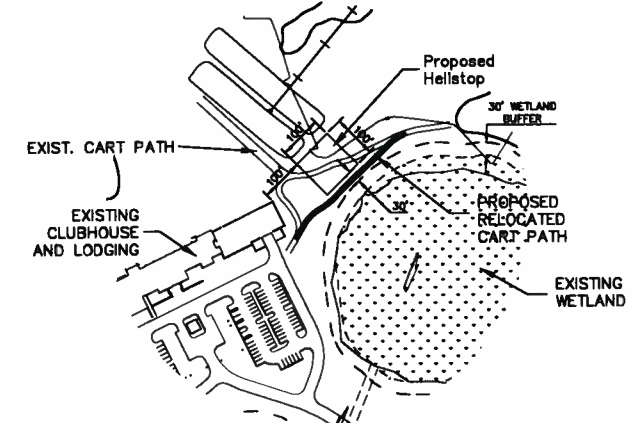 Proposed
Helistop
30' WETLAND
BUFFER
100'
100'
EXIST. CART PATH
100'
30'
PROPOSED
RELOCATED
CART PATH
EXISTING
CLUBHOUSE
AND LODGING
EXISTING
WETLAND